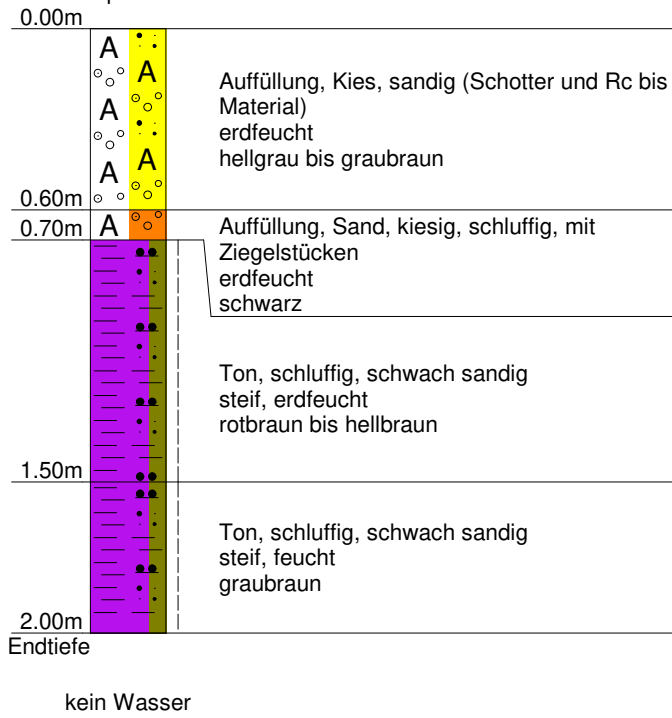 0.00m
A
A
A
A
A
Auffüllung, Kies, sandig (Schotter und Rc bis
Material)
erdfeucht
hellgrau bis graubraun
0.60m
A
Auffüllung, Sand, kiesig, schluffig, mit
Ziegelstücken
erdfeucht
schwarz
0.70m
Ton, schluffig, schwach sandig
steif, erdfeucht
rotbraun bis hellbraun
1.50m
Ton, schluffig, schwach sandig
steif, feucht
graubraun
2.00m
Endtiefe
kein Wasser